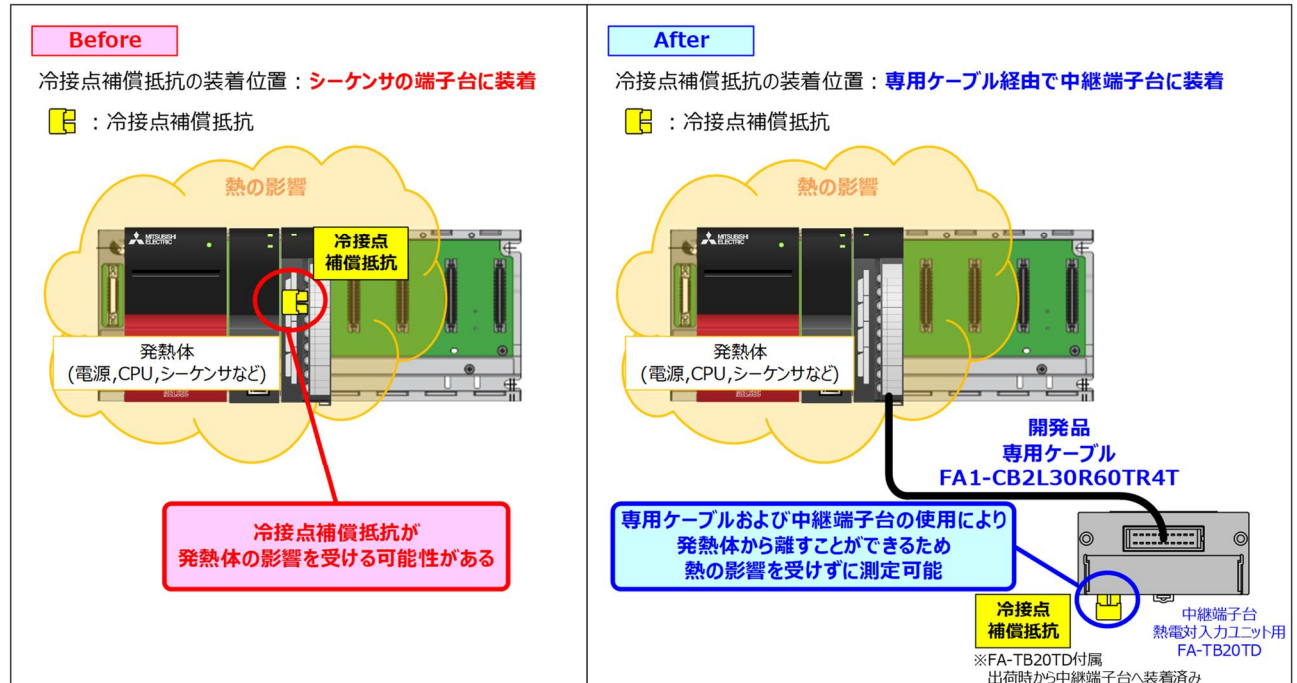 Before
冷接点補償抵抗の装着位置：シーケンサの端子台に装着
：冷接点補償抵抗
熱の影響
MITSUBISHI
ELECTRIC
冷接点
補償抵抗
発熱体
(電源,CPU,シーケンサなど)
冷接点補償抵抗が
発熱体の影響を受ける可能性がある
After
冷接点補償抵抗の装着位置：専用ケーブル経由で中継端子台に装着
：冷接点補償抵抗
熱の影響
MITSUBISHI
ELECTRIC
発熱体
(電源,CPU,シーケンサなど)
開発品
専用ケーブル
FA1-CB2L30R60TR4T
専用ケーブルおよび中継端子台の使用により
発熱体から離すことができるため
熱の影響を受けずに測定可能
冷接点
補償抵抗
中継端子台
熱電対入力ユニット用
FA-TB20TD
※FA-TB20TD付属
出荷時から中継端子台へ装着済み